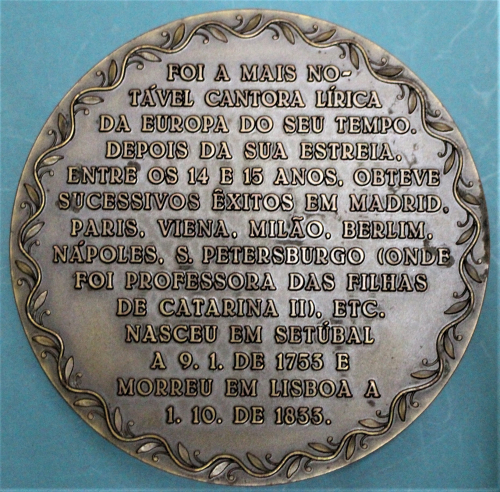 FOI A MAIS NO-
TÁVEL CANTORA LÍRICA
DA EUROPA DO SEU TEMPO.
DEPOIS DA SUA ESTREIA,
ENTRE OS 14 E 15 ANOS, OBTEVE
SUCESSIVOS ÊXITOS EM MADRID,
PARIS, VIENA, MILÃO, BERLIM,
NÁPOLES, S. PETERSBURGO (ONDE
FOI PROFESSORA DAS FILHAS
DE CATARINA II), ETC.
NASCEU EM SETÚBAL
A 9. 1. DE 1753 E
MORREU EM LISBOA A
1. 10. DE 1833.